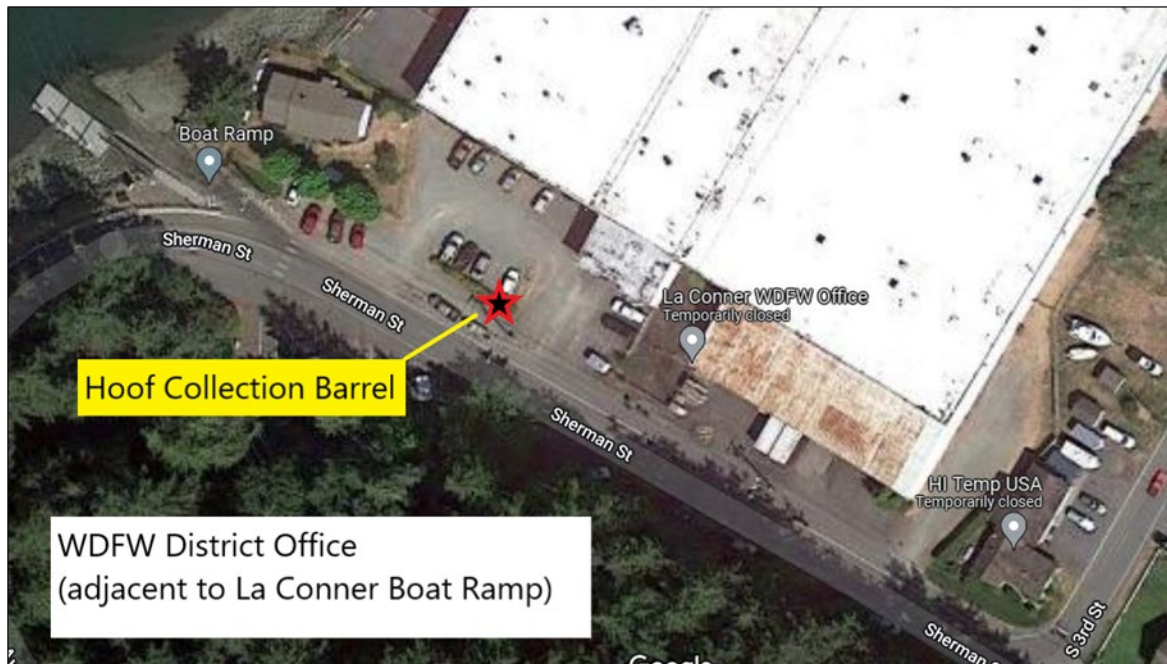 Boat Ramp
Sherman St
Sherman St
La Conner WDFW Office
Temporarily closed
Hoof Collection Barrel
Sherman St
HI Temp USA
Temporarily closed
WDFW District Office
(adjacent to La Conner Boat Ramp)
S 3rd St
Sherman
Google